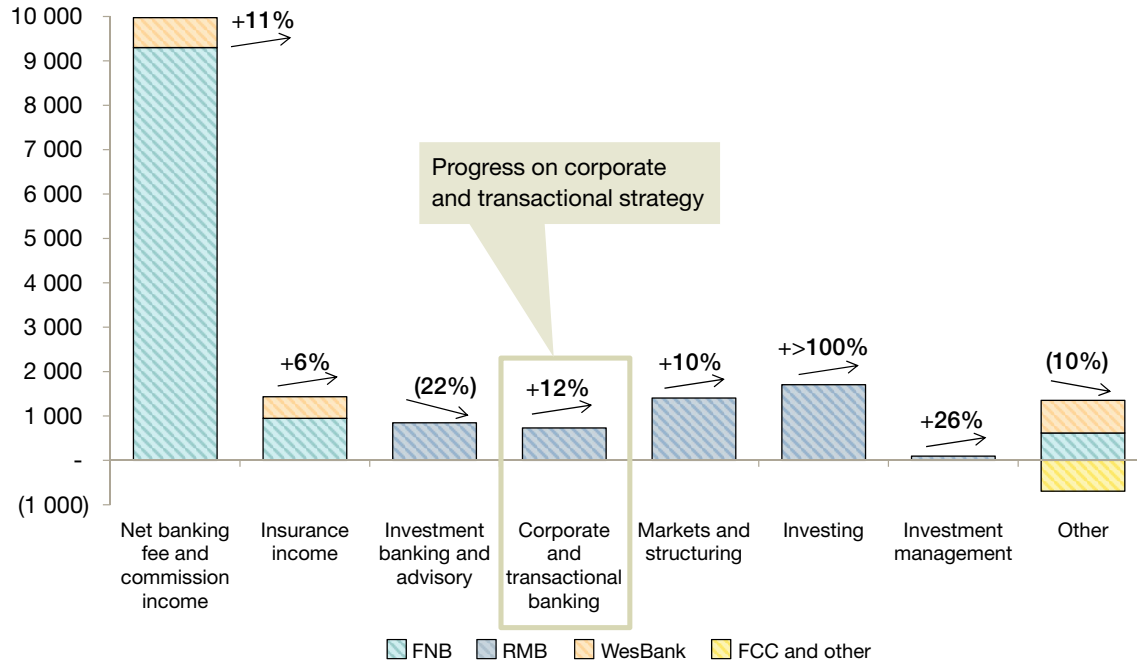 10 000
9 000
8 000
7 000
6 000
5 000
4 000
3 000
2 000
1 000
-
(1 000)
+11%
+6%
(22%)
+12%
+10%
+>100%
+26%
(10%)
Progress on corporate
and transactional strategy
Net banking
fee and
commission
income
Insurance
income
Investment
banking and
advisory
Corporate
and
transactional
banking
Markets and
structuring
Investing
Investment
management
Other
FNB
RMB
WesBank
FCC and other